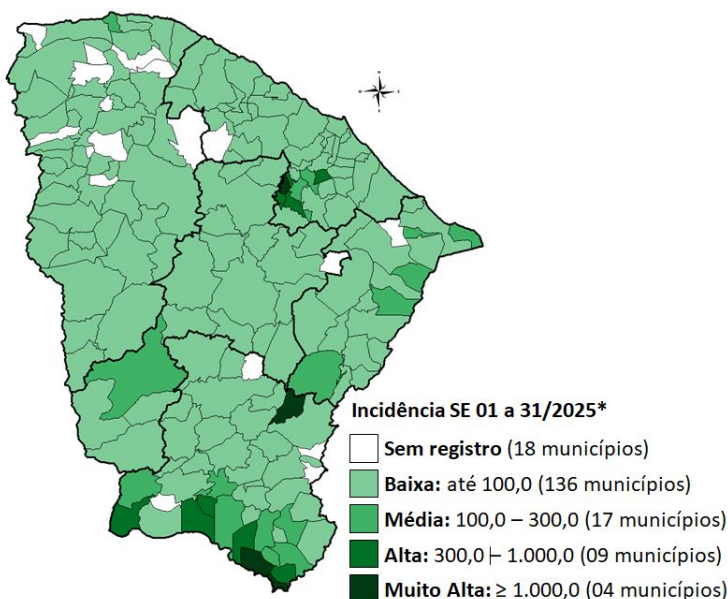 Incidência SE 01 a 31/2025*
Sem registro (18 municípios)
Baixa: até 100,0 (136 municípios)
Média: 100,0 – 300,0 (17 municípios)
Alta: 300,0 ├ 1.000,0 (09 municípios)
Muito Alta: ≥ 1.000,0 (04 municípios)